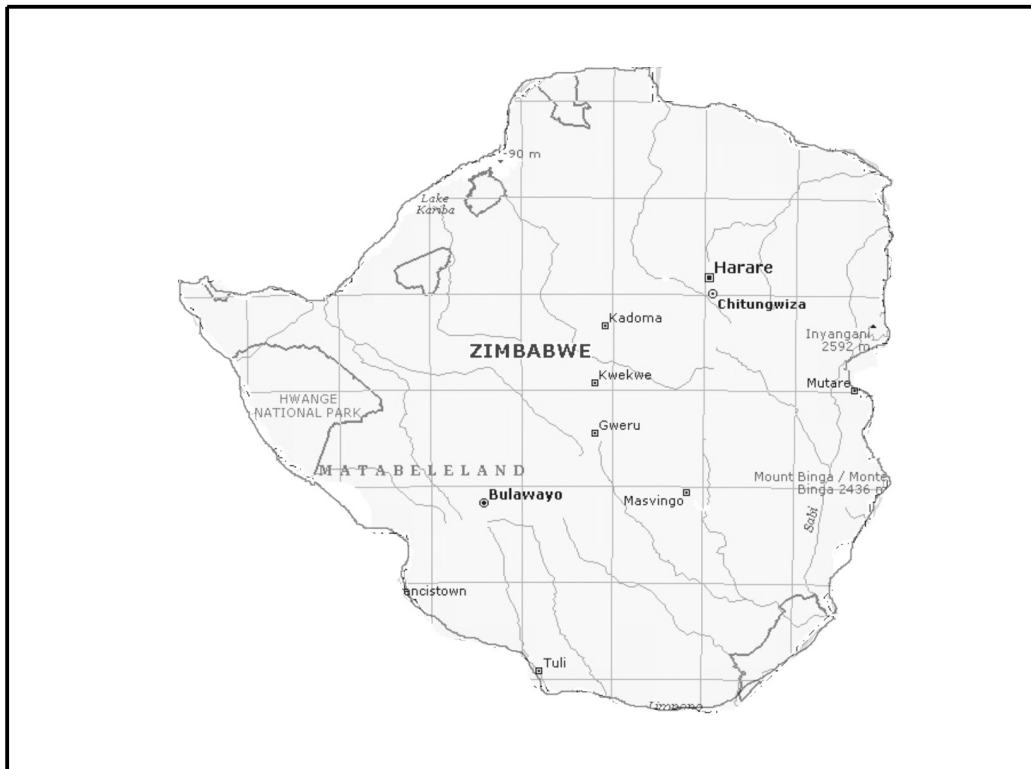 -90 m
Lake
Kariba
Harare
Chitungwiza
Kadoma
Inyangani
2592 m
ZIMBABWE
Kwekwe
Mutare
HWANGE
NATIONAL PARK
Gweru
MATABELELAND
Mount Binga / Monte
Binga 2436 m
Bulawayo
Masvingo
Sabi
ancistown
Tuli
Limpopo